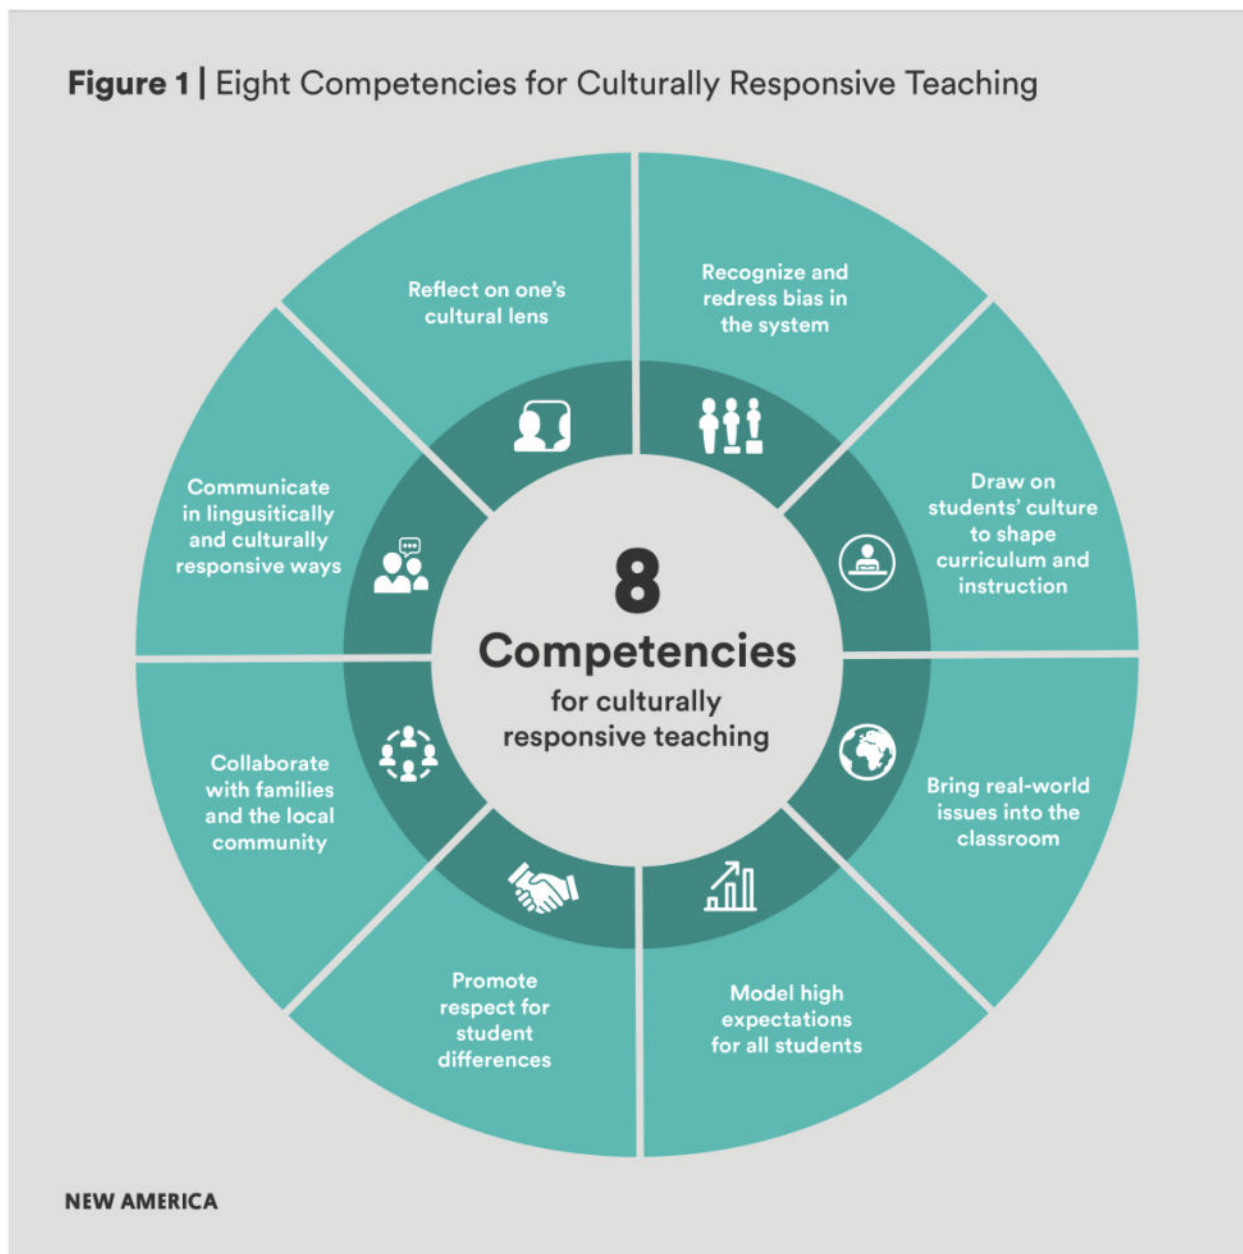 Figure 1 | Eight Competencies for Culturally Responsive Teaching
Reflect on one's
cultural lens
Recognize and
redress bias in
the system
Draw on
students' culture
to shape
curriculum and
instruction
Bring real-world
issues into the
classroom
Model high
expectations
for all students
Promote
respect for
student
differences
Collaborate
with families
and the local
community
Communicate
in lingusitically
and culturally
responsive ways
8
Competencies
for culturally
responsive teaching
NEW AMERICA